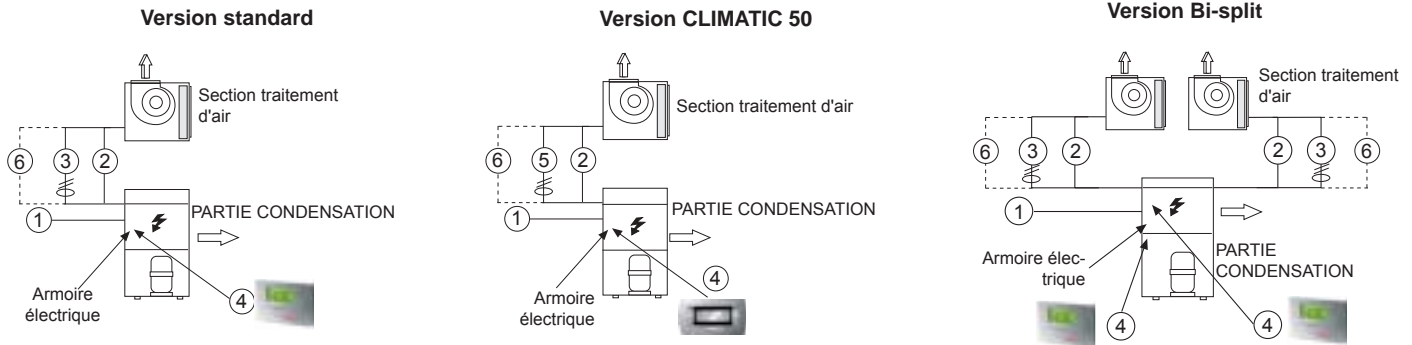 Version standard
Section traitement
d'air
6
3
2
1
PARTIE CONDENSATION
Armoire
électrique
4
Version CLIMATIC 50
Section traitement d'air
6
5
2
1
PARTIE CONDENSATION
4
Armoire
électrique
Version Bi-split
Section traitement
d'air
6
3
2
2
3
6
1
Armoire élec-
trique
PARTIE
CONDENSATION
4
4